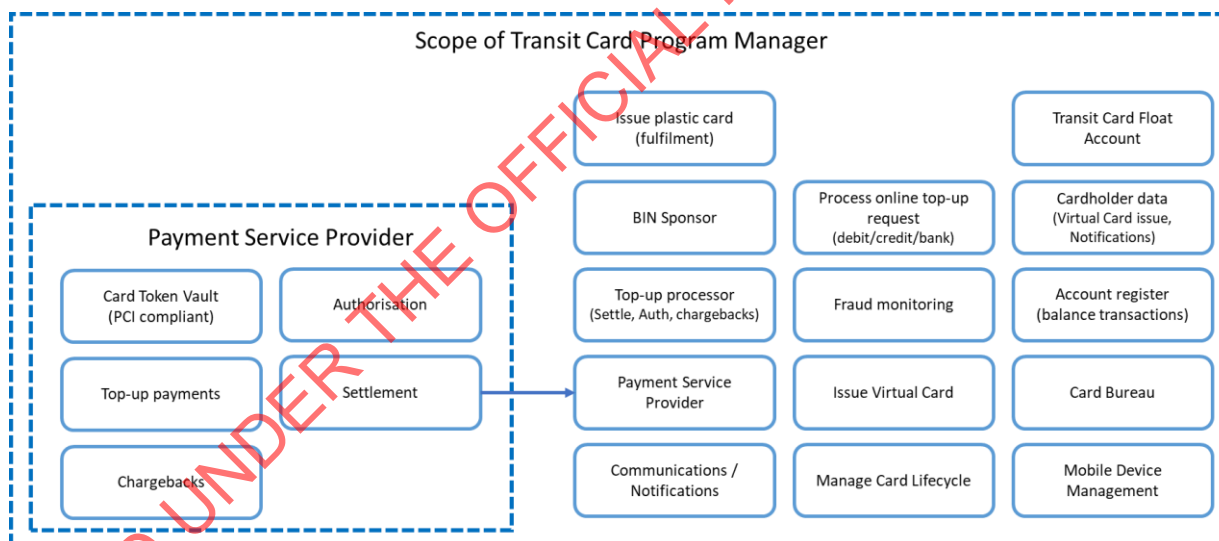 Scope of Transit Card Program Manager
Issue plastic card
(fulfilment)
Transit Card Float
Account
BIN Sponsor
Process online top-up
request
(debit/credit/bank)
Cardholder data
(Virtual Card issue,
Notifications)
Payment Service Provider
Card Token Vault
(PCI compliant)
Authorisation
Top-up processor
(Settle, Auth, chargebacks)
Fraud monitoring
Account register
(balance transactions)
Top-up payments
Settlement
Payment Service
Provider
Issue Virtual Card
Card Bureau
Chargebacks
Communications /
Notifications
Manage Card Lifecycle
Mobile Device
Management
UNDER THE OFFICIAL